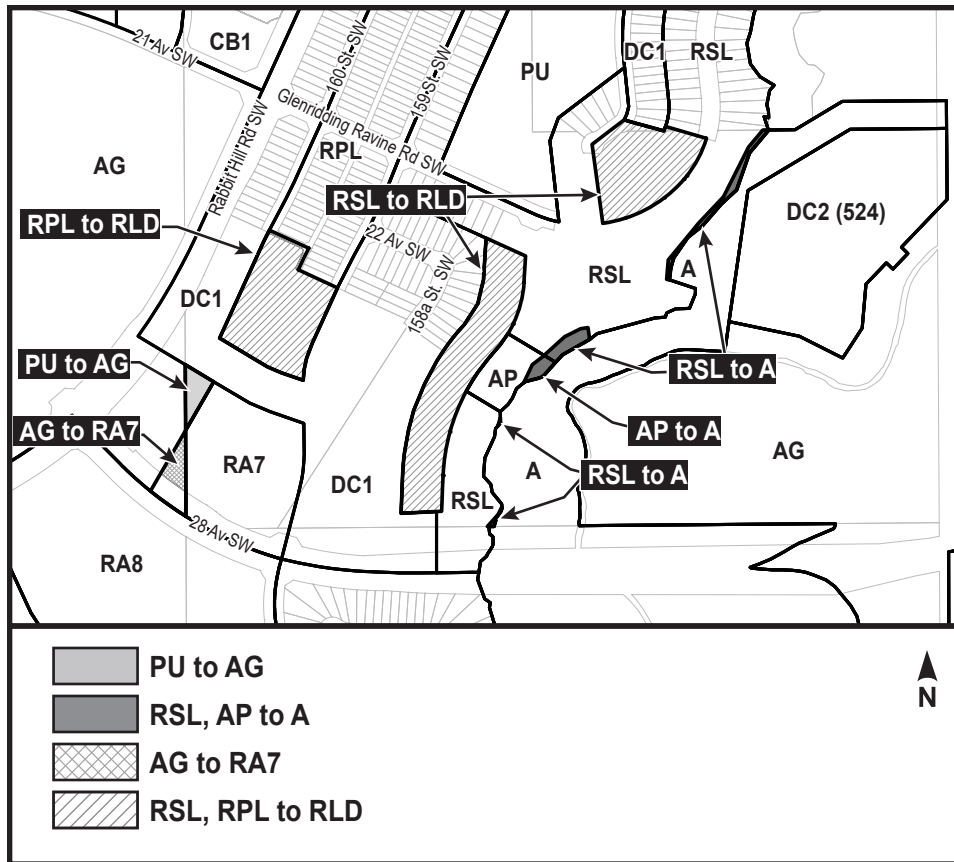 21 Av SW
CB1
160 St. SW
159 St. SW
PU
DC1
RSL
Glenridding Ravine Rd SW
Rabbit Hill Rd SW
AG
RPL
RSL to RLD
DC2 (524)
RPL to RLD
22 Av SW
RSL
A
DC1
158a St. SW
PU to AG
AP
RSL to A
AG to RA7
AP to A
RA7
DC1
RSL
A
RSL to A
AG
28 Av SW
RA8
PU to AG
RSL, AP to A
AG to RA7
RSL, RPL to RLD
N